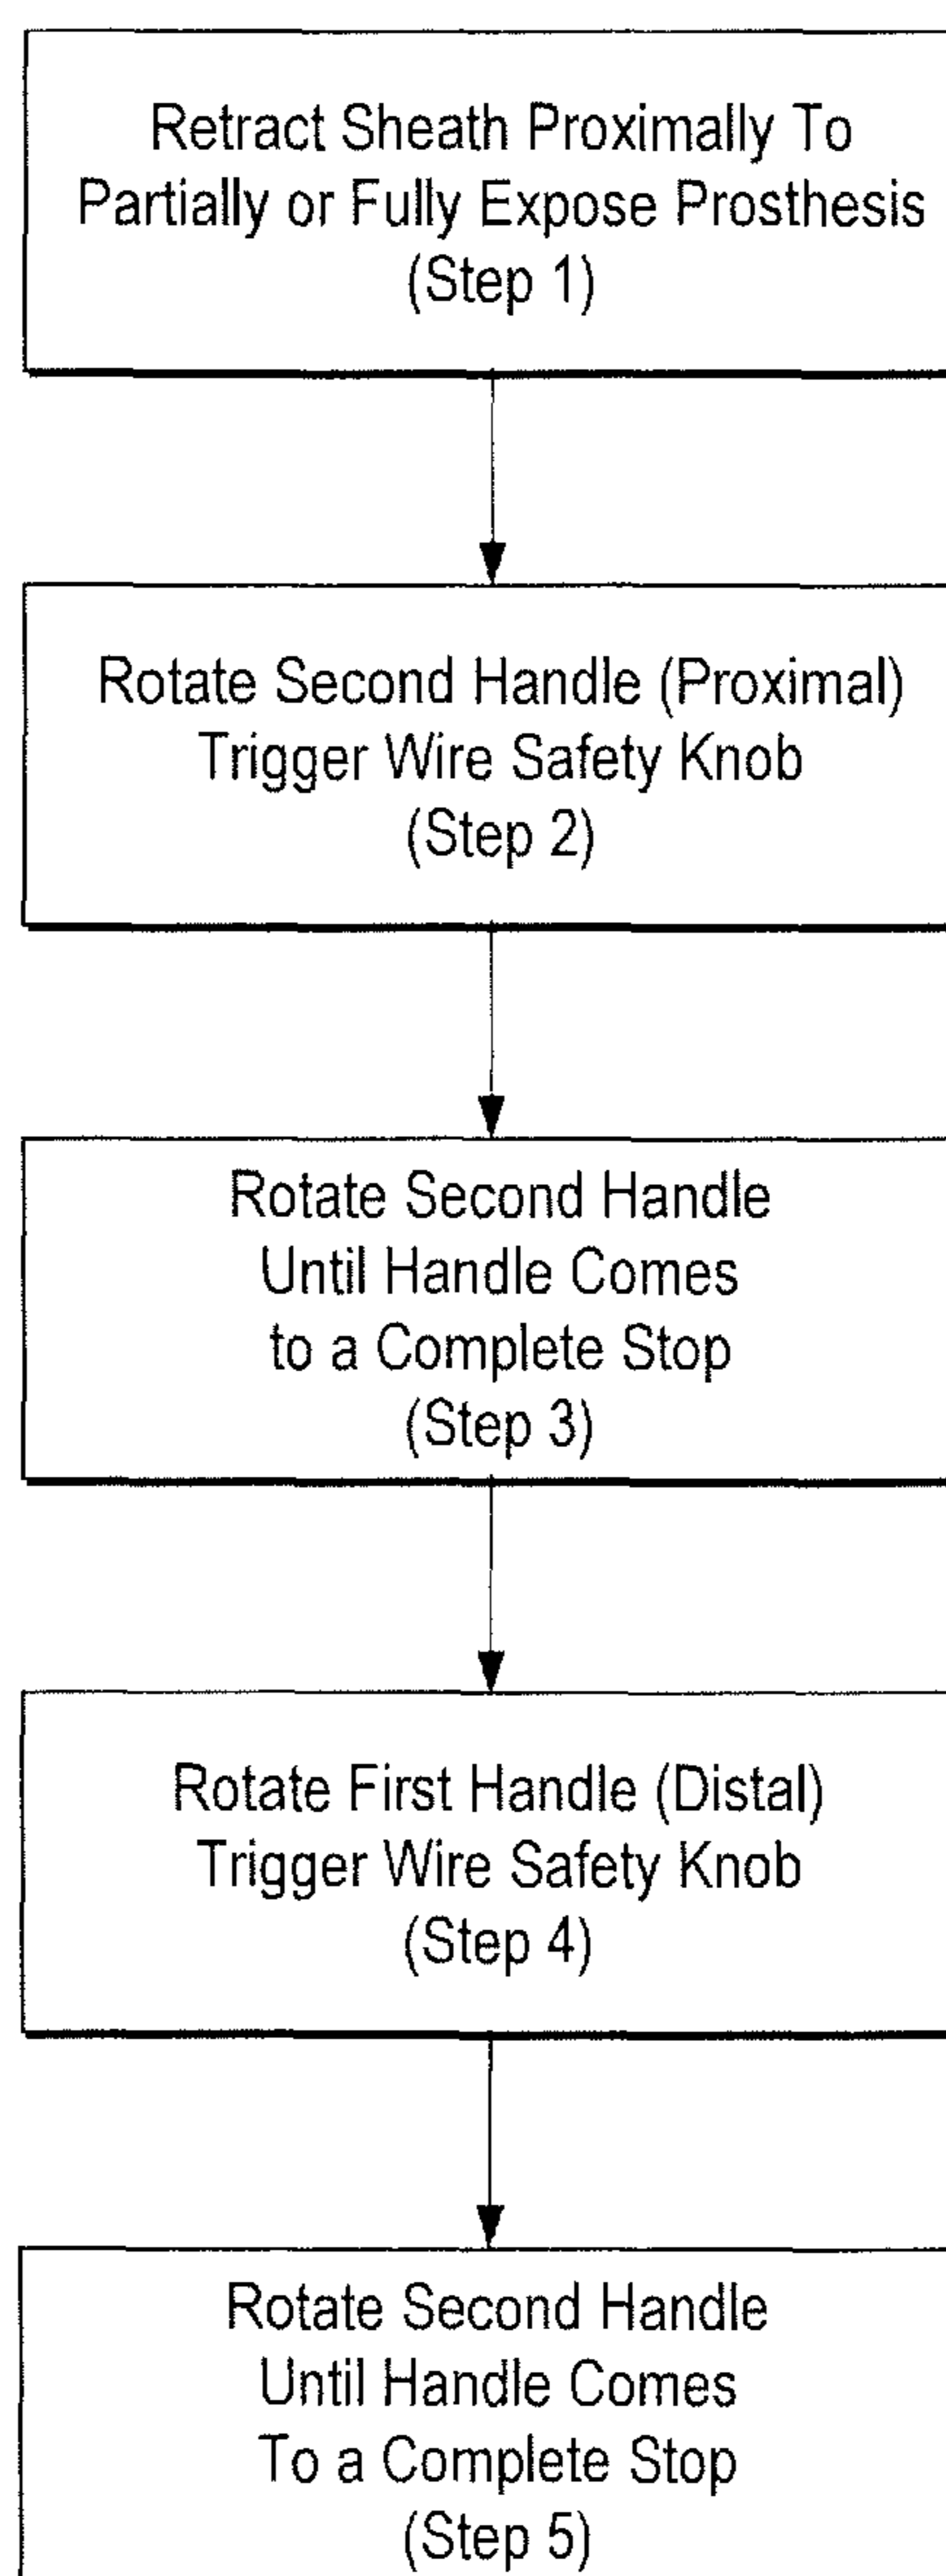 Retract Sheath Proximally To
Partially or Fully Expose Prosthesis
(Step 1)
Rotate Second Handle (Proximal)
Trigger Wire Safety Knob
(Step 2)
Rotate Second Handle
Until Handle Comes
to a Complete Stop
(Step 3)
Rotate First Handle (Distal)
Trigger Wire Safety Knob
(Step 4)
Rotate Second Handle
Until Handle Comes
To a Complete Stop
(Step 5)